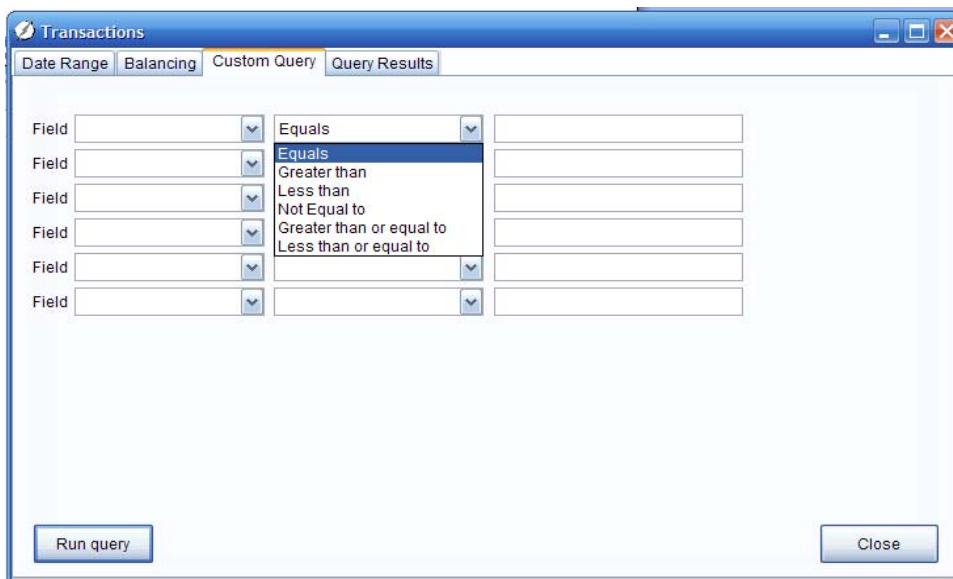 Transactions
Date Range Balancing Custom Query Query Results
Field Equals
Equals
Field
Greater than
Less than
Field
Not Equal to
Field Greater than or equal to
Less than or equal to
Field
Field
Run query Close